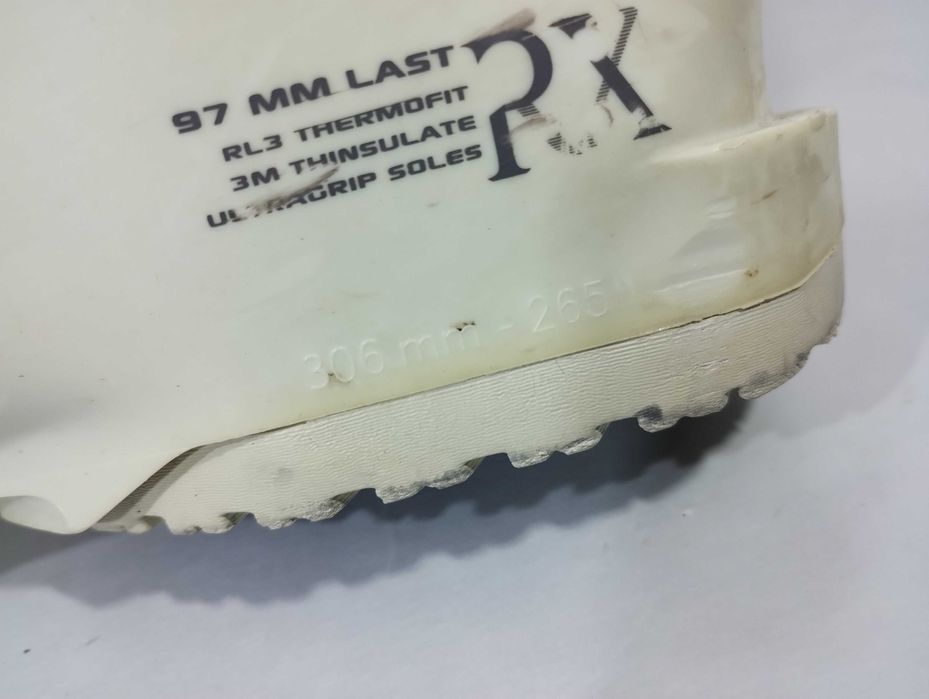 97 MM LAST
RL3 THERMOFIT
3M THINSULATE
ULTRAGRIP SOLES
RX
306 mm - 265